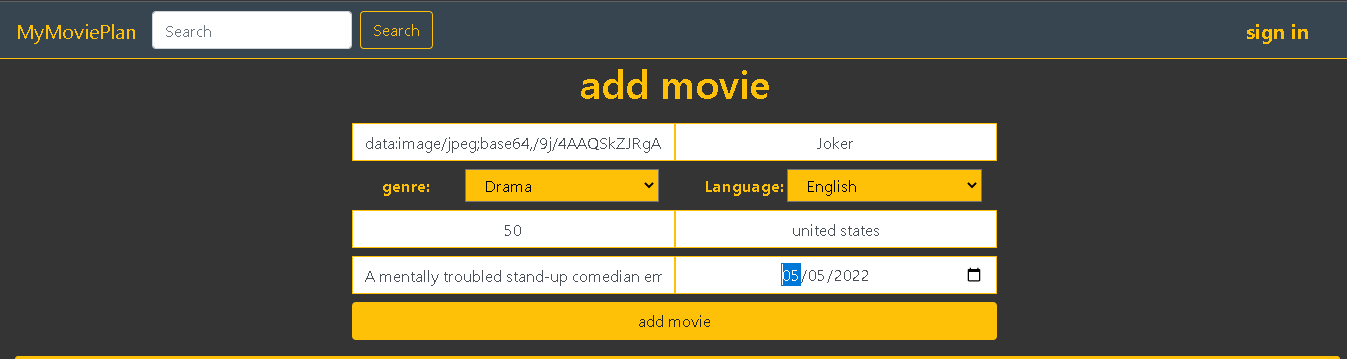 MyMoviePlan Search Search sign in
add movie
data:image/jpeg;base64,/9j/4AAQSkZJRgA Joker
genre: Drama Language: English
50 united states
A mentally troubled stand-up comedian em 05/05/2022
add movie